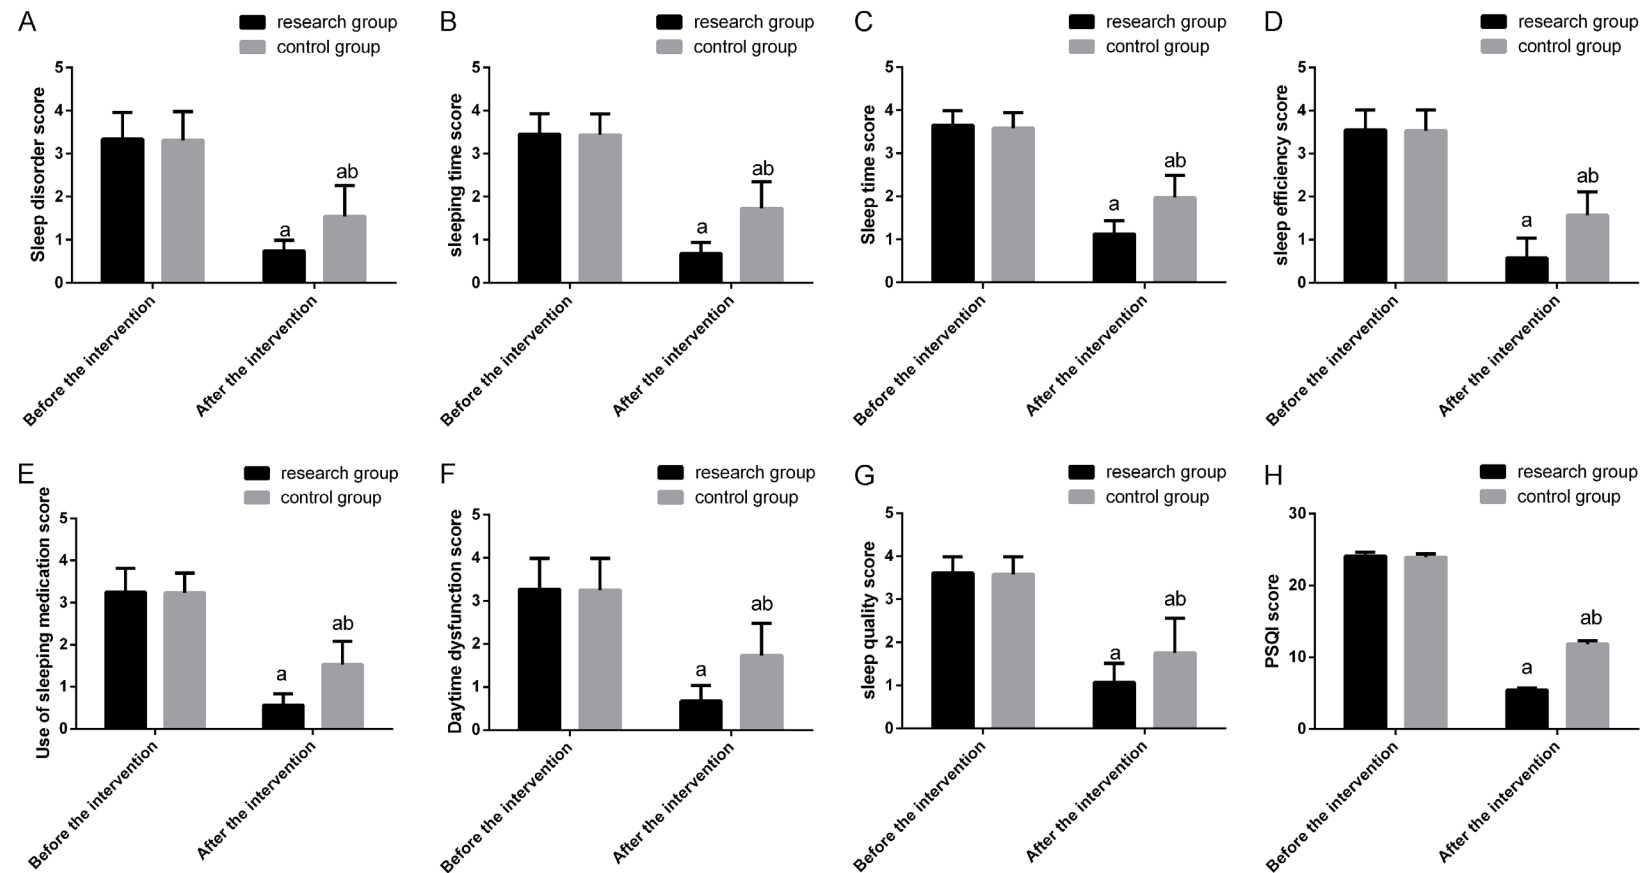 A
research group
control group
Sleep disorder score
5
4
3
2
1
0
a
ab
Before the intervention
After the intervention
B
research group
control group
sleeping time score
5
4
3
2
1
0
a
ab
Before the intervention
After the intervention
C
research group
control group
Sleep time score
5
4
3
2
1
0
a
ab
Before the intervention
After the intervention
D
research group
control group
sleep efficiency score
5
4
3
2
1
0
a
ab
Before the intervention
After the intervention
E
research group
control group
Use of sleeping medication score
5
4
3
2
1
0
a
ab
Before the intervention
After the intervention
F
research group
control group
Daytime dysfunction score
5
4
3
2
1
0
a
ab
Before the intervention
After the intervention
G
research group
control group
sleep quality score
5
4
3
2
1
0
a
ab
Before the intervention
After the intervention
H
research group
control group
PSQI score
30
20
10
0
a
ab
Before the intervention
After the intervention